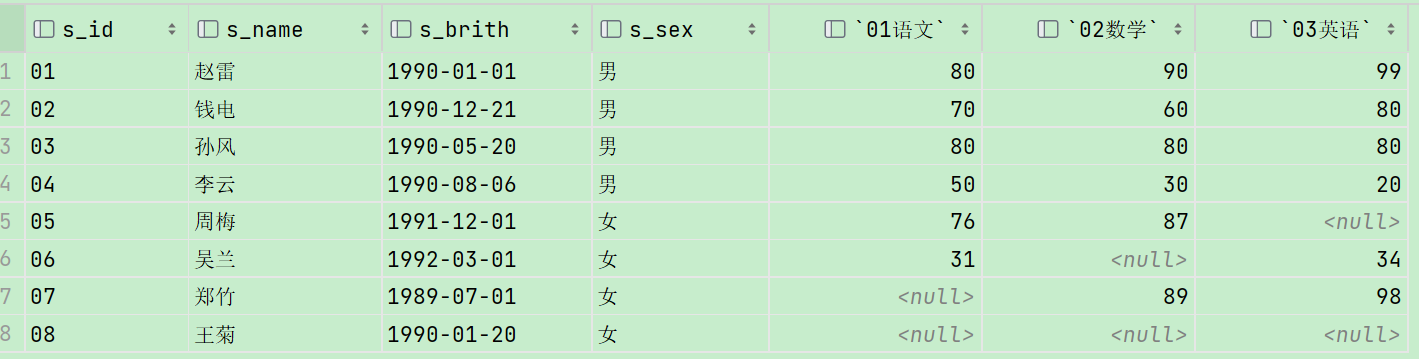 s_id s_name s_brith s_sex `01语文` `02数学` `03英语`
1 01 赵雷 1990-01-01 男 80 90 99
2 02 钱电 1990-12-21 男 70 60 80
3 03 孙风 1990-05-20 男 80 80 80
4 04 李云 1990-08-06 男 50 30 20
5 05 周梅 1991-12-01 女 76 87 <null>
6 06 吴兰 1992-03-01 女 31 <null> 34
7 07 郑竹 1989-07-01 女 <null> 89 98
8 08 王菊 1990-01-20 女 <null> <null> <null>